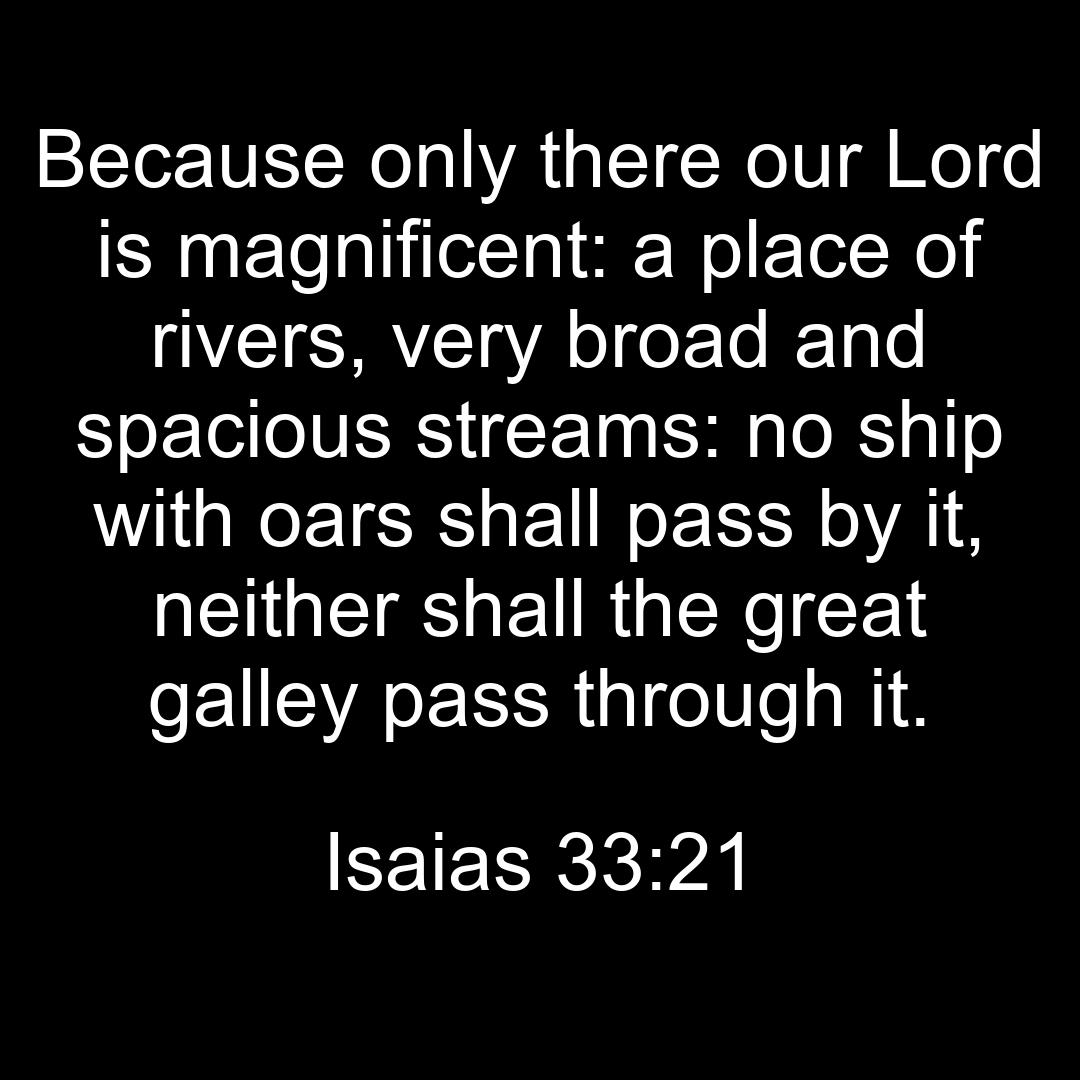 Because only there our Lord
is magnificent: a place of
rivers, very broad and
spacious streams: no ship
with oars shall pass by it,
neither shall the great
galley pass through it.
Isaias 33:21